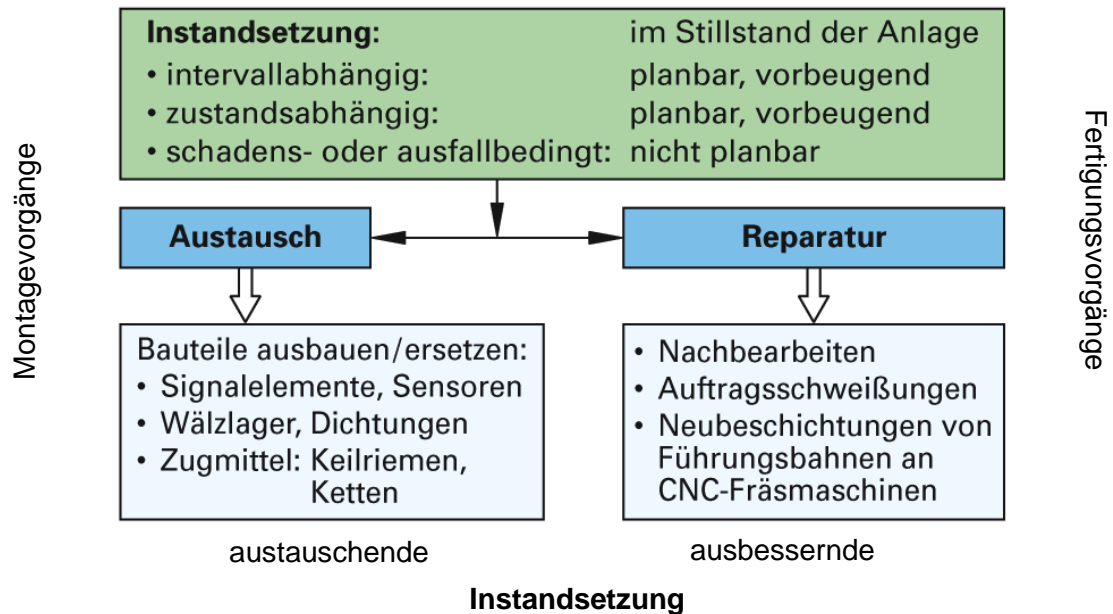 Instandsetzung: im Stillstand der Anlage
• intervallabhängig: planbar, vorbeugend
• zustandsabhängig: planbar, vorbeugend
• schadens- oder ausfallbedingt: nicht planbar
Montagevorgänge
Fertigungsvorgänge
Austausch
Reparatur
Bauteile ausbauen/ersetzen:
• Signalelemente, Sensoren
• Wälzlager, Dichtungen
• Zugmittel: Keilriemen,
Ketten
• Nachbearbeiten
• Auftragsschweißungen
• Neubeschichtungen von
Führungsbahnen an
CNC-Fräsmaschinen
austauschende
ausbessernde
Instandsetzung